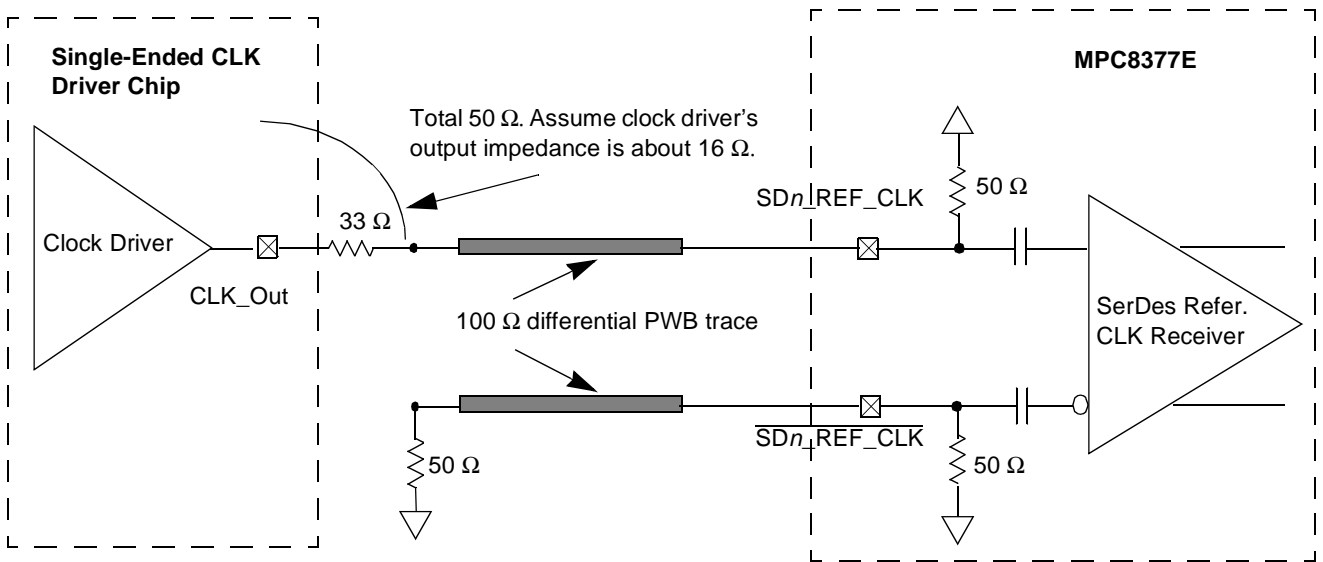 Single-Ended CLK
Driver Chip
MPC8377E
Total 50 Ω. Assume clock driver's
output impedance is about 16 Ω.
SDn_REF_CLK
50 Ω
33 Ω
Clock Driver
CLK_Out
100 Ω differential PWB trace
SerDes Refer.
CLK Receiver
SDn_REF_CLK
50 Ω
50 Ω